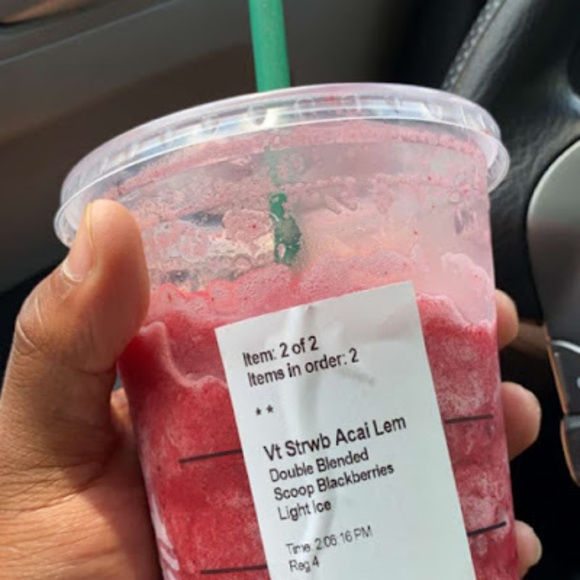 Item: 2 of 2
Items in order: 2
**
Vt Strwb Acai Lem
Double Blended
Scoop Blackberries
Light Ice
Time: 2:06:16 PM
Reg 4